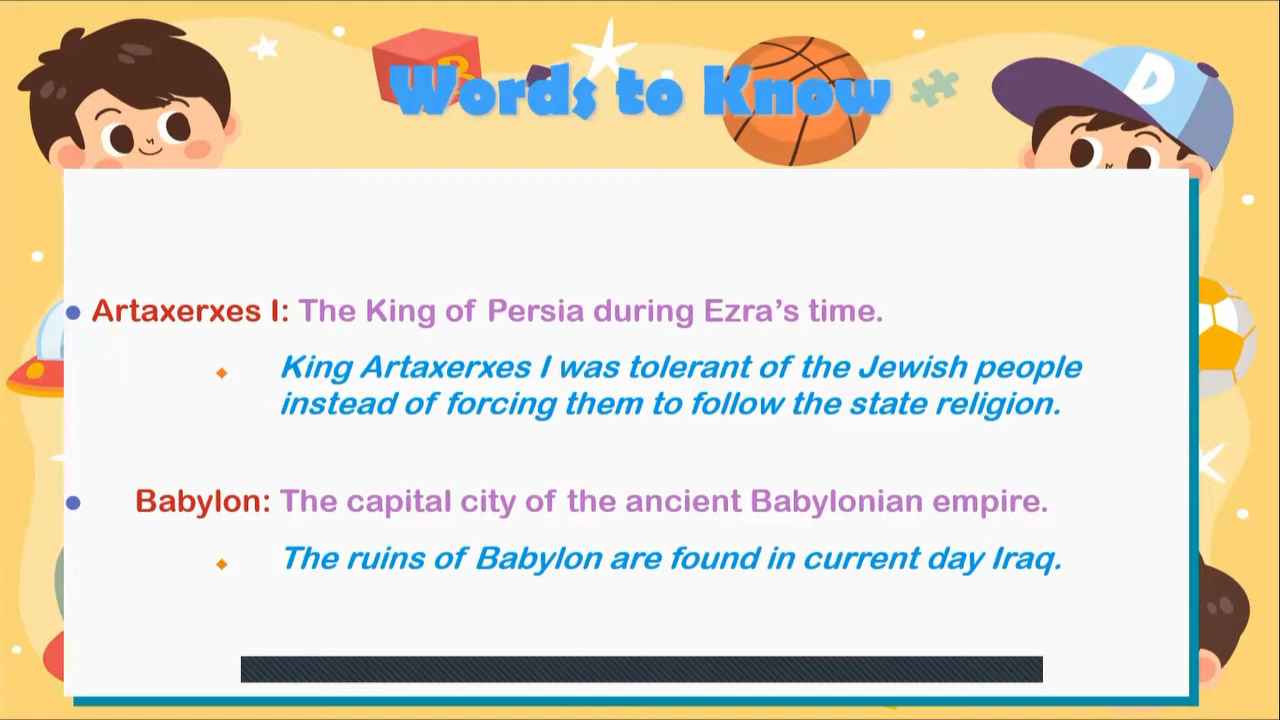 Words to Know
Artaxerxes I: The King of Persia during Ezra's time.
King Artaxerxes I was tolerant of the Jewish people
instead of forcing them to follow the state religion.
Babylon: The capital city of the ancient Babylonian empire.
The ruins of Babylon are found in current day Iraq.
B
D